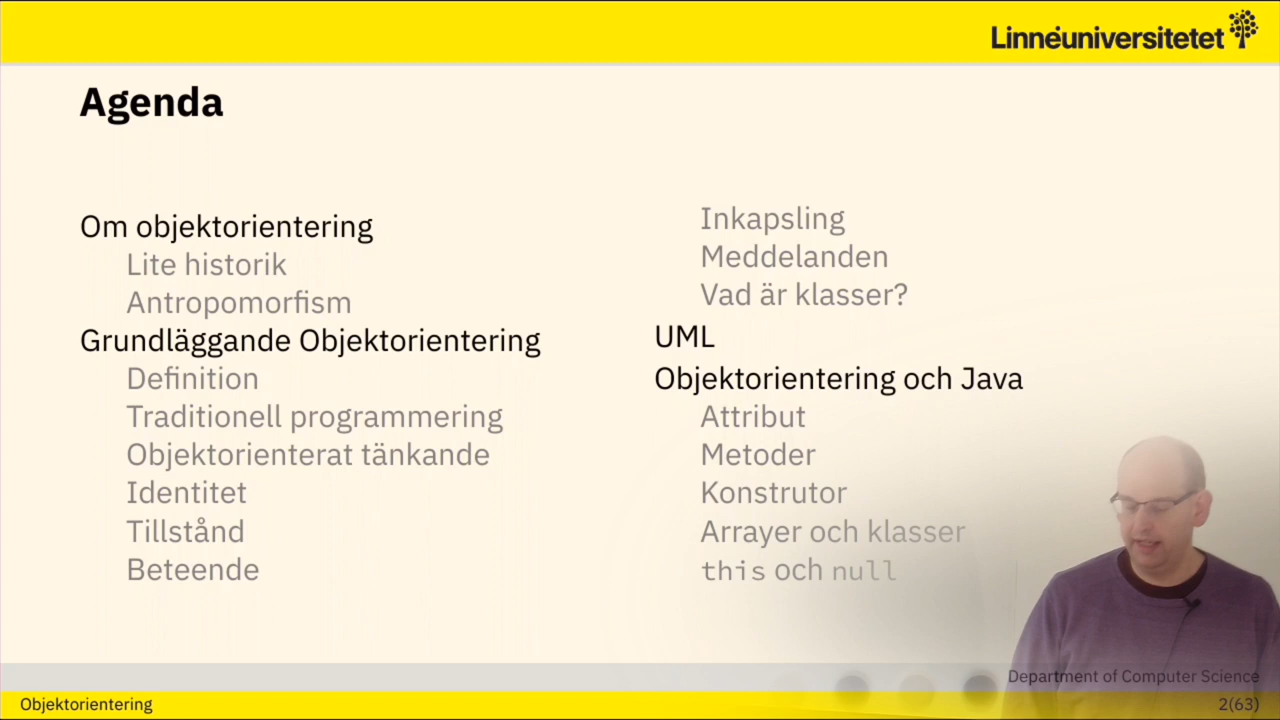 Linnéuniversitetet
Agenda
Om objektorientering
Lite historik
Antropomorfism
Grundläggande Objektorientering
Definition
Traditionell programmering
Objektorienterat tänkande
Identitet
Tillstånd
Beteende
Inkapsling
Meddelanden
Vad är klasser?
UML
Objektorientering och Java
Attribut
Metoder
Konstrutor
Arrayer och klasser
this och null
Department of Computer Science
Objektorientering
2(63)